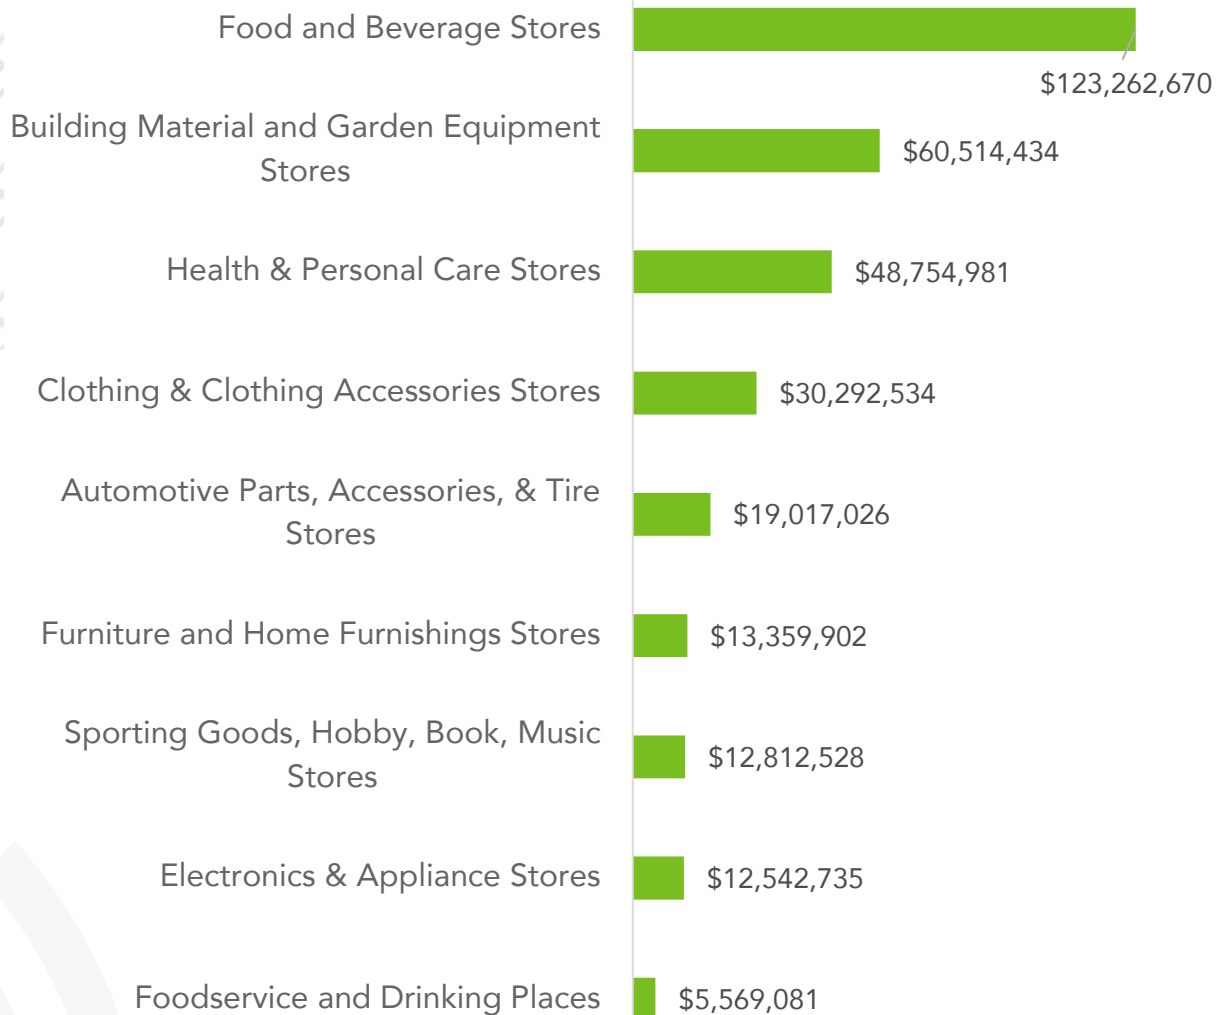 Food and Beverage Stores
$123,262,670
Building Material and Garden Equipment
Stores
$60,514,434
Health & Personal Care Stores
$48,754,981
Clothing & Clothing Accessories Stores
$30,292,534
Automotive Parts, Accessories, & Tire
Stores
$19,017,026
Furniture and Home Furnishings Stores
$13,359,902
Sporting Goods, Hobby, Book, Music
Stores
$12,812,528
Electronics & Appliance Stores
$12,542,735
Foodservice and Drinking Places
$5,569,081